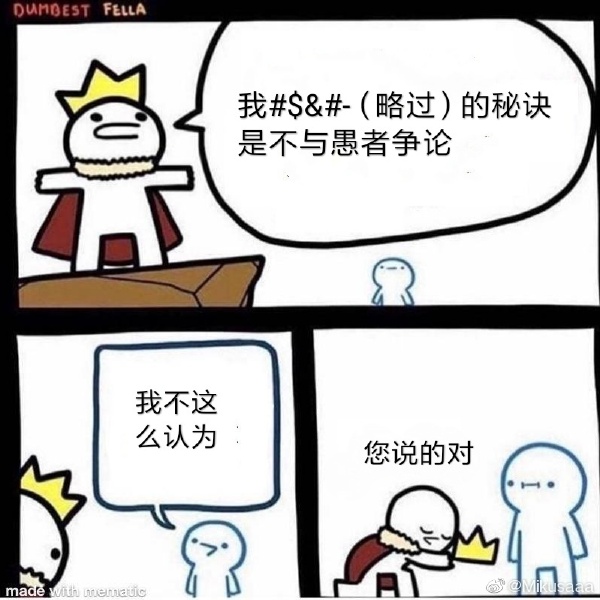 DUMBEST FELLA
我#$&#-（略过）的秘诀
是不与愚者争论
我不这
么认为
您说的对
made with mematic
@Mikusaaa